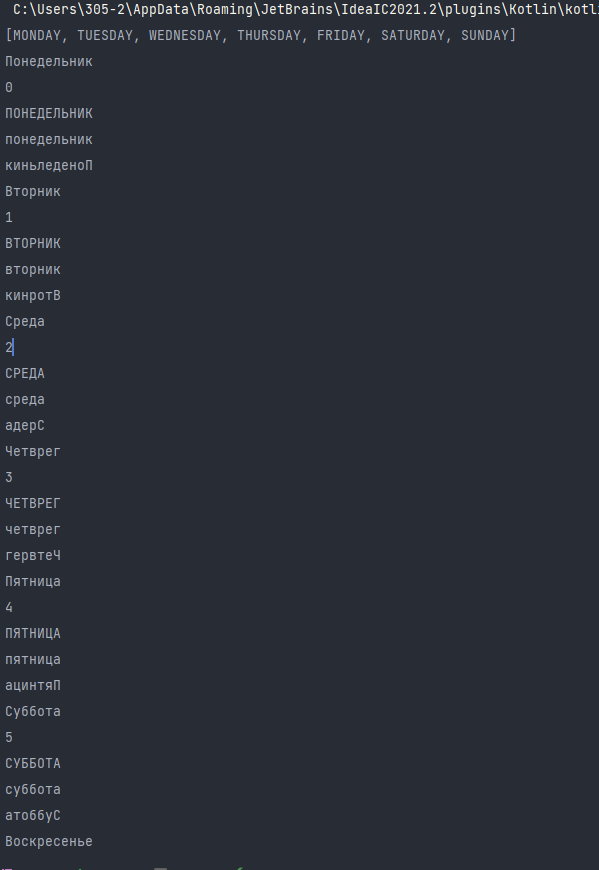 C:\Users\305-2\AppData\Roaming\JetBrains\IdeaIC2021.2\plugins\Kotlin\kotl
[MONDAY, TUESDAY, WEDNESDAY, THURSDAY, FRIDAY, SATURDAY, SUNDAY]
Понедельник
0
ПОНЕДЕЛЬНИК
понедельник
киньледеноП
Вторник
1
ВТОРНИК
вторник
кинротВ
Среда
2
СРЕДА
среда
адерС
Четврег
3
ЧЕТВРЕГ
четврег
гервтеЧ
Пятница
4
ПЯТНИЦА
пятница
ацинтяП
Суббота
5
СУББОТА
суббота
атоббуС
Воскресенье